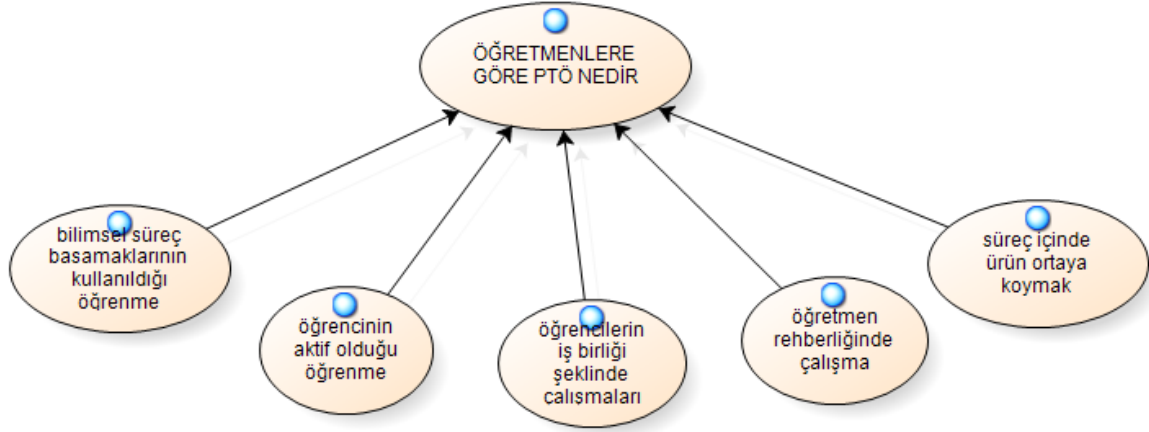 ÖĞRETMENLERE
GÖRE PTÖ NEDİR
bilimsel süreç
basamaklarının
kullanıldığı
öğrenme
öğrencinin
aktif olduğu
öğrenme
öğrencilerin
iş birliği
şeklinde
çalışmaları
öğretmen
rehberliğinde
çalışma
süreç içinde
ürün ortaya
koymak